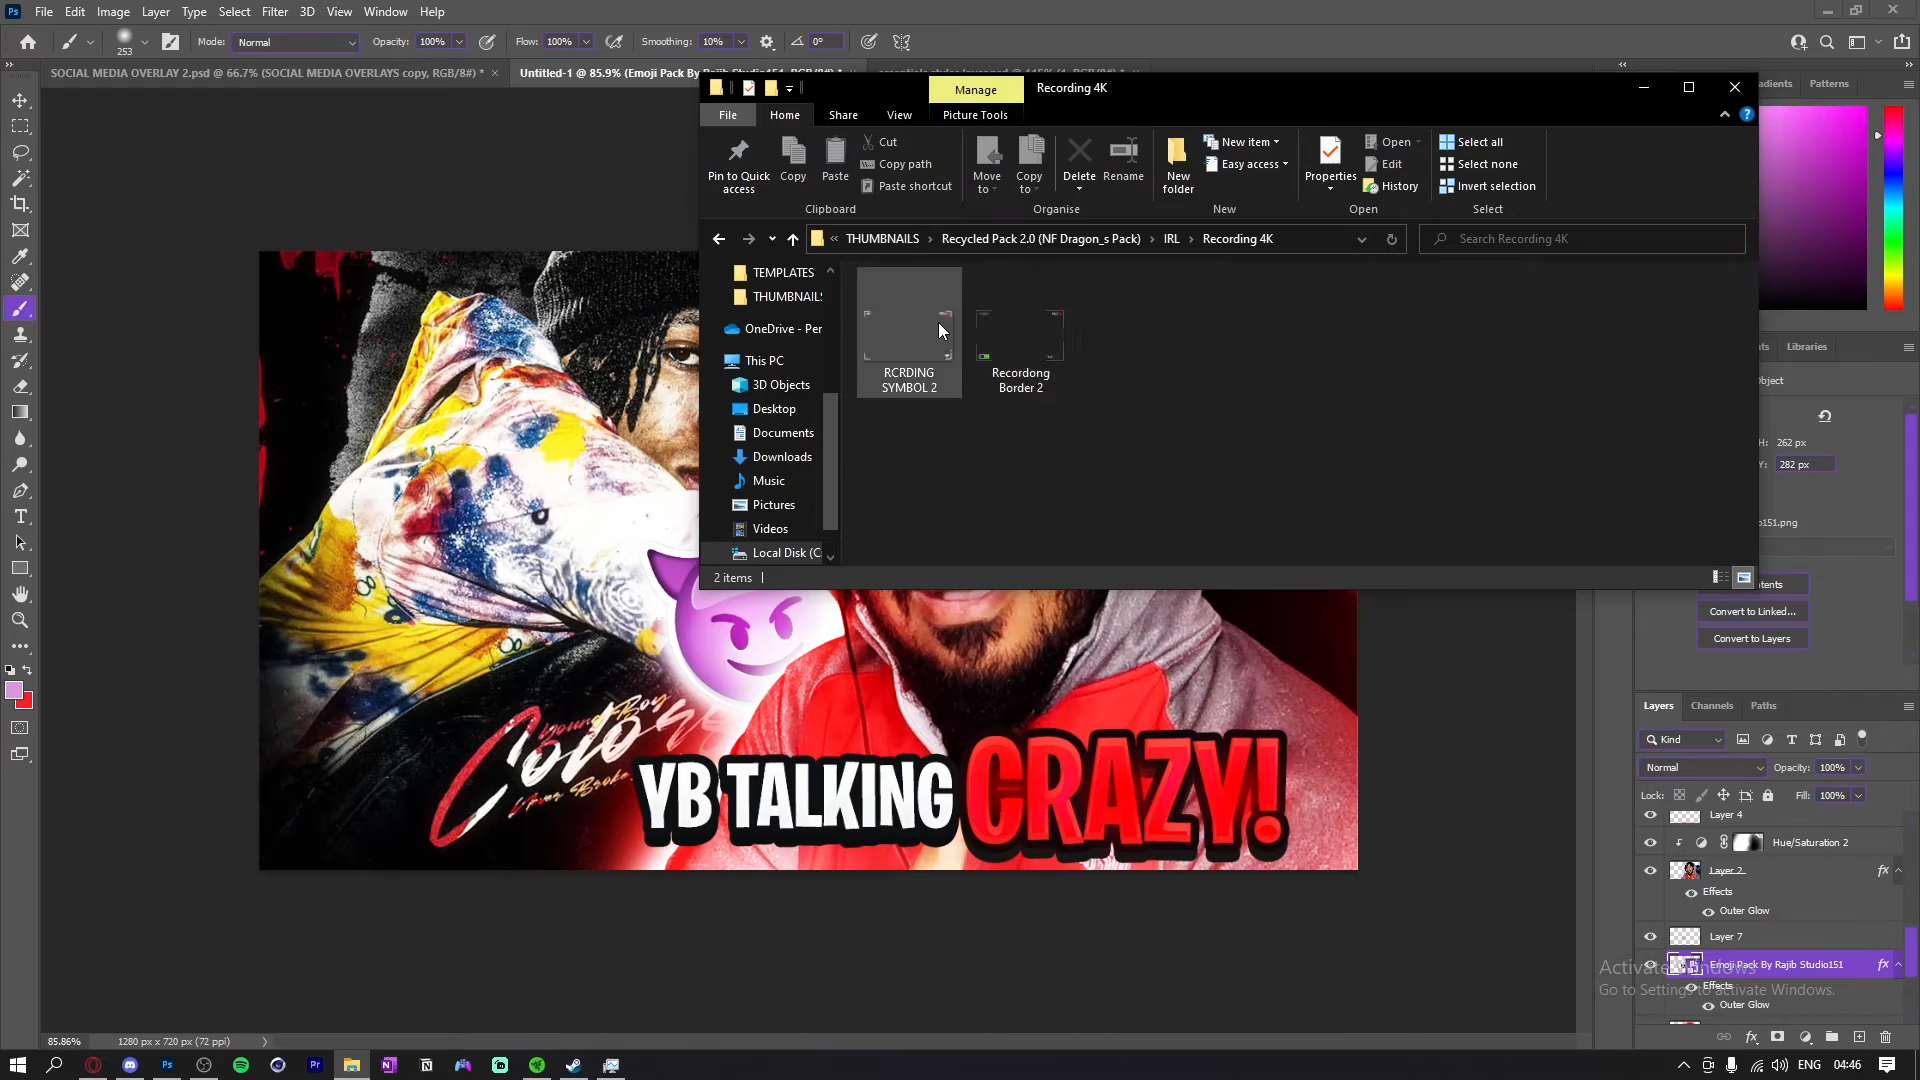 Ps File Edit Image Layer Type Select Filter 3D View Window Help
253 Mode: Normal Opacity: 100% Flow: 100% Smoothing: 10% 0°
SOCIAL MEDIA OVERLAY 2.psd @ 66.7% (SOCIAL MEDIA OVERLAYS copy, RGB/8#) * ×
Untitled-1 @ 85.9% (Emoji Pack By Rajib Studio151, RGB/8#) *
Manage
Recording 4K
File Home Share View Picture Tools
Pin to Quick access
Copy
Paste
Cut
Copy path
Paste shortcut
Clipboard
Move to
Copy to
Delete
Rename
Organise
New folder
New item
Easy access
New
Properties
Open
Edit
History
Open
Select all
Select none
Invert selection
Select
« THUMBNAILS › Recycled Pack 2.0 (NF Dragon_s Pack) › IRL › Recording 4K
Search Recording 4K
TEMPLATES
THUMBNAILS
OneDrive - Per
This PC
3D Objects
Desktop
Documents
Downloads
Music
Pictures
Videos
Local Disk (C
RCRDING SYMBOL 2
Recordong Border 2
2 items
adients Patterns
Libraries
Object
H: 262 px
Y: 282 px
o151.png
tents
Convert to Linked...
Convert to Layers
Layers Channels Paths
Kind
Normal Opacity: 100%
Lock: Fill: 100%
Layer 4
Hue/Saturation 2
Layer 2 fx
Effects
Outer Glow
Layer 7
Emoji Pack By Rajib Studio151 fx
Effects
Outer Glow
Activate Windows
Go to Settings to activate Windows.
Young Boy
YB TALKING CRAZY!
85.86% 1280 px x 720 px (72 ppi)
ENG 04:46